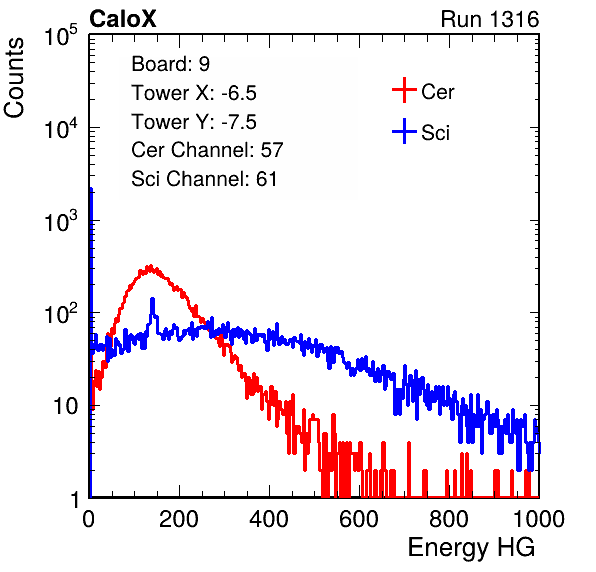 CaloX Run 1316
Counts
10^5
10^4
10^3
10^2
10
1
Board: 9
Tower X: -6.5
Tower Y: -7.5
Cer Channel: 57
Sci Channel: 61
Cer
Sci
0 200 400 600 800 1000
Energy HG